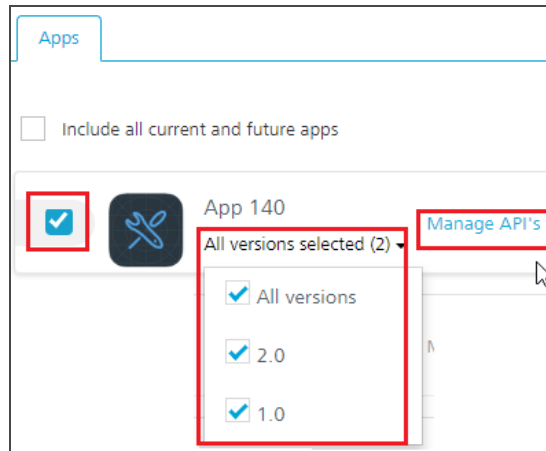 Apps
Include all current and future apps
App 140
Manage API's
All versions selected (2)
All versions
2.0
1.0